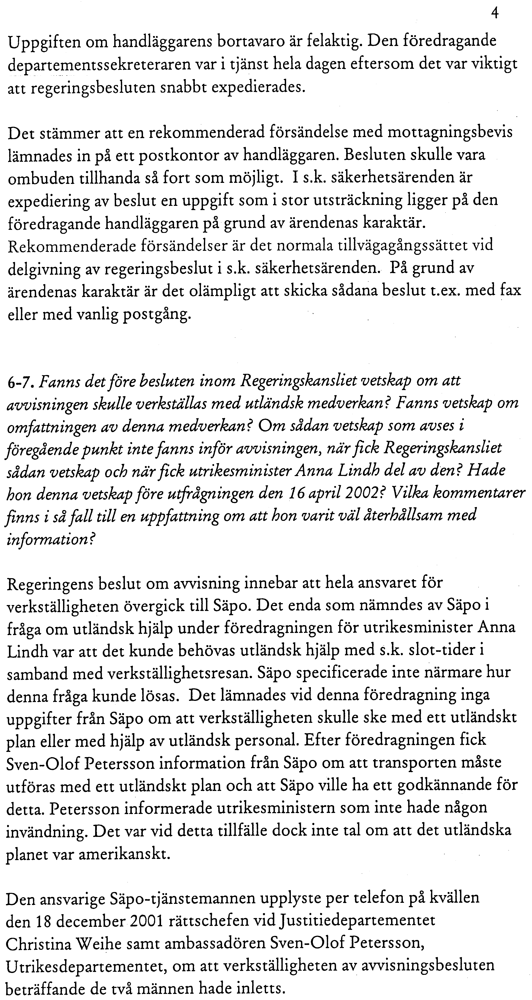 4
Uppgiften om handläggarens bortavaro är felaktig. Den föredragande
departementssekreteraren var i tjänst hela dagen eftersom det var viktigt
att regeringsbesluten snabbt expedierades.
Det stämmer att en rekommenderad försändelse med mottagningsbevis
lämnades in på ett postkontor av handläggaren. Besluten skulle vara
ombuden tillhanda så fort som möjligt. I s.k. säkerhetsärenden är
expediering av beslut en uppgift som i stor utsträckning ligger på den
föredragande handläggaren på grund av ärendenas karaktär.
Rekommenderade försändelser är det normala tillvägagångssättet vid
delgivning av regeringsbeslut i s.k. säkerhetsärenden. På grund av
ärendenas karaktär är det olämpligt att skicka sådana beslut t.ex. med fax
eller med vanlig postgång.
6-7. Fanns det före besluten inom Regeringskansliet vetskap om att
avvisningen skulle verkställas med utländsk medverkan? Fanns vetskap om
omfattningen av denna medverkan? Om sådan vetskap som avses i
föregående punkt inte fanns inför avvisningen, när fick Regeringskansliet
sådan vetskap och när fick utrikesminister Anna Lindh del av den? Hade
hon denna vetskap före utfrågningen den 16 april 2002? Vilka kommentarer
finns i så fall till en uppfattning om att hon varit väl återhållsam med
information?
Regeringens beslut om avvisning innebar att hela ansvaret för
verkställigheten övergick till Säpo. Det enda som nämndes av Säpo i
fråga om utländsk hjälp under föredragningen för utrikesminister Anna
Lindh var att det kunde behövas utländsk hjälp med s.k. slot-tider i
samband med verkställighetsresan. Säpo specificerade inte närmare hur
denna fråga kunde lösas. Det lämnades vid denna föredragning inga
uppgifter från Säpo om att verkställigheten skulle ske med ett utländskt
plan eller med hjälp av utländsk personal. Efter föredragningen fick
Sven-Olof Petersson information från Säpo om att transporten måste
utföras med ett utländskt plan och att Säpo ville ha ett godkännande för
detta. Petersson informerade utrikesministern som inte hade någon
invändning. Det var vid detta tillfälle dock inte tal om att det utländska
planet var amerikanskt.
Den ansvarige Säpo-tjänstemannen upplyste per telefon på kvällen
den 18 december 2001 rättschefen vid Justitiedepartementet
Christina Weihe samt ambassadören Sven-Olof Petersson,
Utrikesdepartementet, om att verkställigheten av avvisningsbesluten
beträffande de två männen hade inletts.